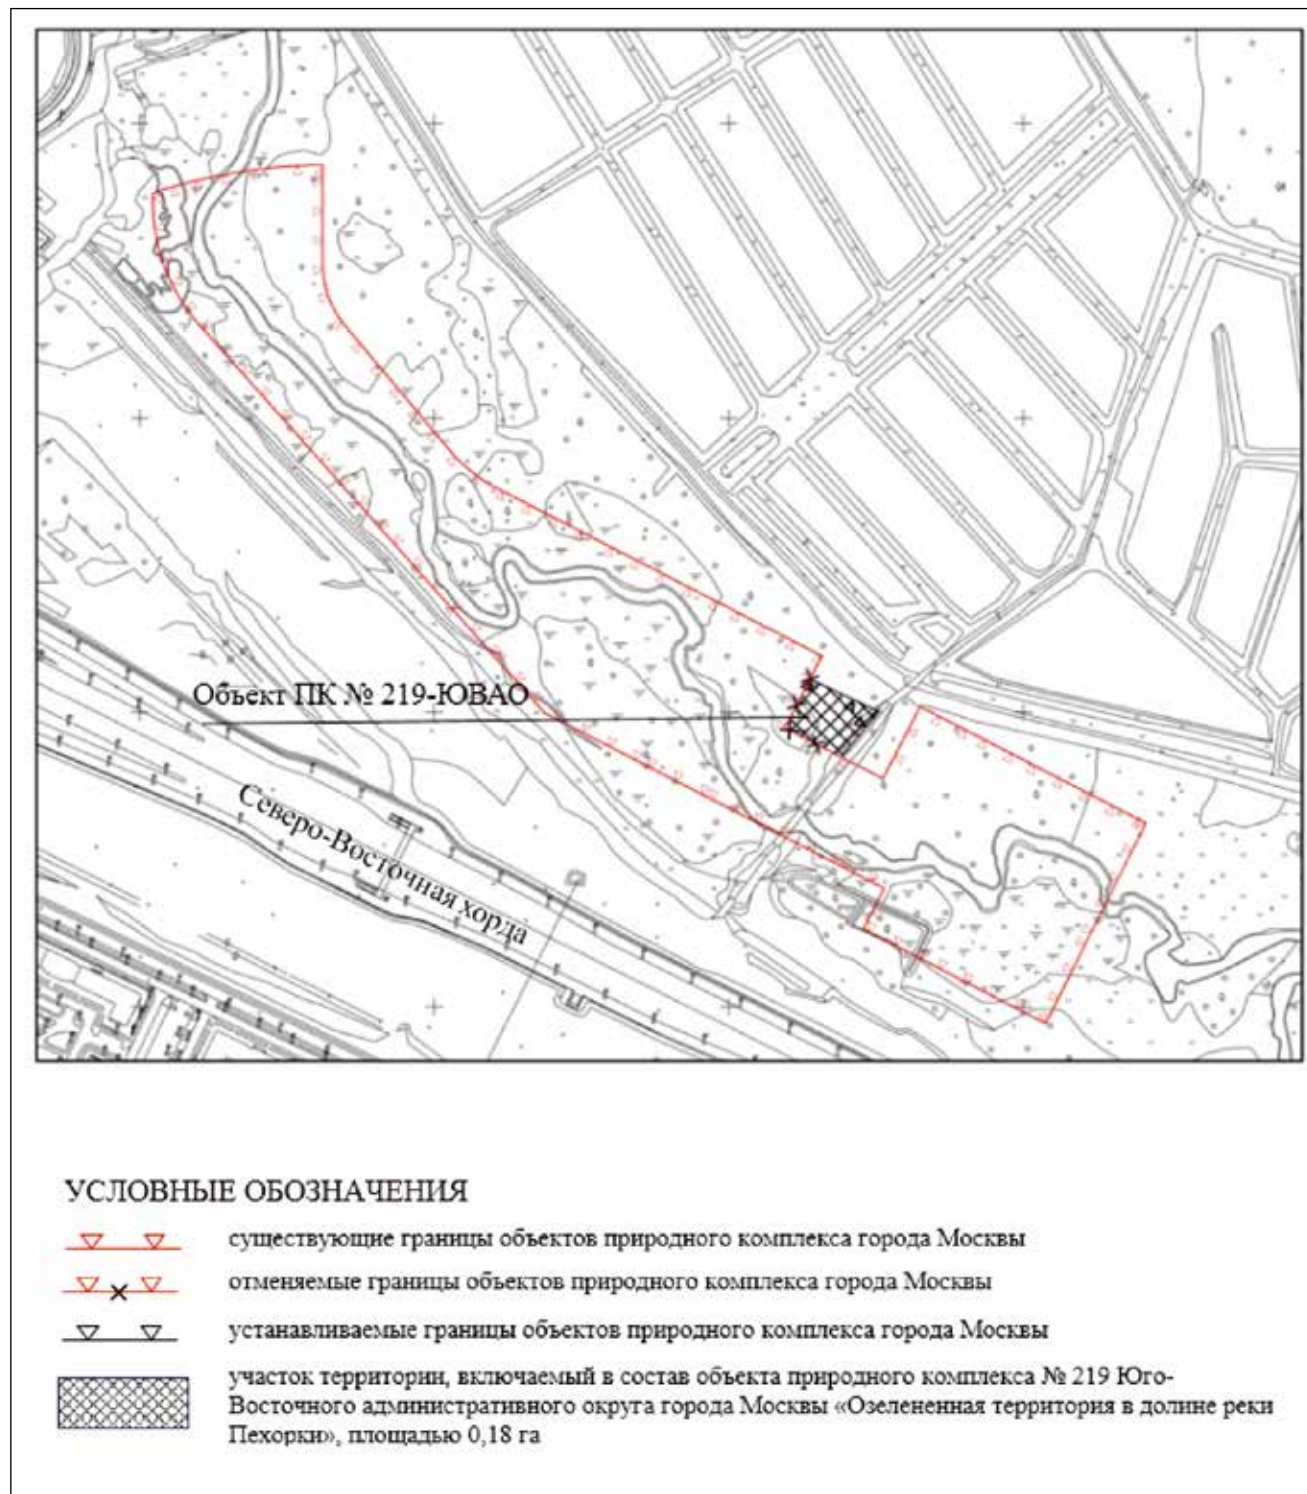 Объект ПК № 219-ЮВАО
Северо-Восточная хорда
УСЛОВНЫЕ ОБОЗНАЧЕНИЯ
существующие границы объектов природного комплекса города Москвы
отменяемые границы объектов природного комплекса города Москвы
устанавливаемые границы объектов природного комплекса города Москвы
участок территории, включаемый в состав объекта природного комплекса № 219 Юго-
Восточного административного округа города Москвы «Озелененная территория в долине реки
Пехорки», площадью 0,18 га